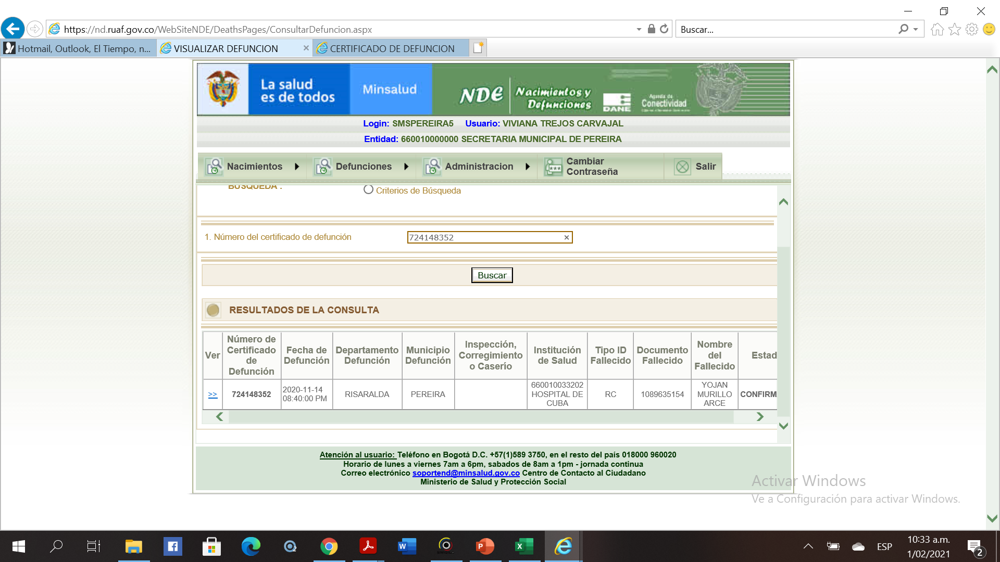 https://nd.ruaf.gov.co/WebSiteNDE/DeathsPages/ConsultarDefuncion.aspx
Buscar...
Hotmail, Outlook, El Tiempo, n...
VISUALIZAR DEFUNCION
CERTIFICADO DE DEFUNCION
La salud
es de todos
Minsalud
NDE
Nacimientos y
Defunciones
DANE
Agenda de
Conectividad
Login: SMSPEREIRA5 Usuario: VIVIANA TREJOS CARVAJAL
Entidad: 660010000000 SECRETARIA MUNICIPAL DE PEREIRA
Nacimientos
Defunciones
Administracion
Cambiar
Contraseña
Salir
BUSQUEDA :
Criterios de Búsqueda
1. Número del certificado de defunción
724148352
Buscar
RESULTADOS DE LA CONSULTA
Ver
Número de
Certificado
de
Defunción
Fecha de
Defunción
Departamento
Defunción
Municipio
Defunción
Inspección,
Corregimiento
o Caserío
Institución
de Salud
Tipo ID
Fallecido
Documento
Fallecido
Nombre
del
Fallecido
Estad
>>
724148352
2020-11-14
08:40:00 PM
RISARALDA
PEREIRA
660010033202
HOSPITAL DE
CUBA
RC
1089635154
YOJAN
MURILLO
ARCE
CONFIRM
Atención al usuario: Teléfono en Bogotá D.C. +57(1)589 3750, en el resto del país 018000 960020
Horario de lunes a viernes 7am a 6pm, sabados de 8am a 1pm - jornada continua
Correo electrónico soportend@minsalud.gov.co Centro de Contacto al Ciudadano
Ministerio de Salud y Protección Social
Activar Windows
Ve a Configuración para activar Windows.
ESP
10:33 a.m.
1/02/2021
2